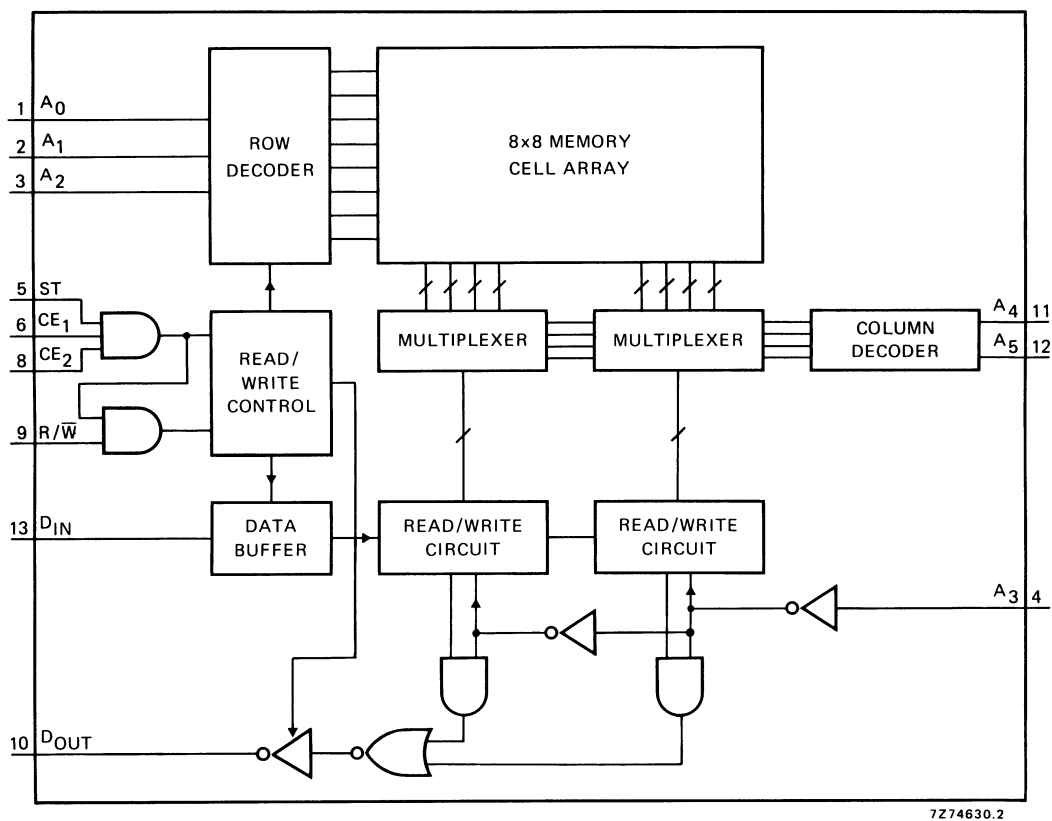 1 A0
2 A1
3 A2
ROW
DECODER
8x8 MEMORY
CELL ARRAY
5 ST
6 CE1
8 CE2
9 R/W̅
READ/
WRITE
CONTROL
MULTIPLEXER
MULTIPLEXER
COLUMN
DECODER
A4 11
A5 12
13 DIN
DATA
BUFFER
READ/WRITE
CIRCUIT
READ/WRITE
CIRCUIT
A3 4
10 DOUT
7Z74630.2